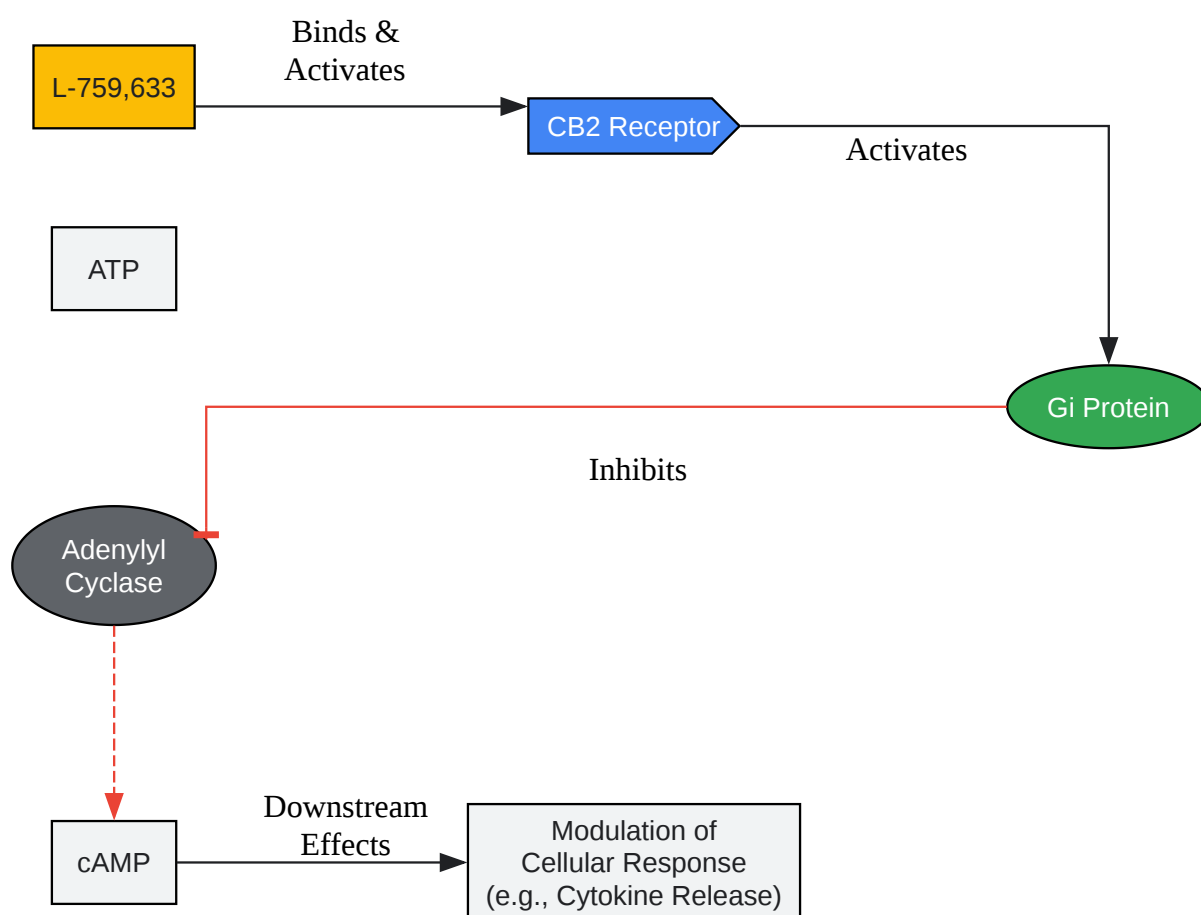 Binds &
Activates
L-759,633
CB2 Receptor
Activates
ATP
Gi Protein
Inhibits
Adenylyl
Cyclase
Downstream
Effects
cAMP
Modulation of
Cellular Response
(e.g., Cytokine Release)